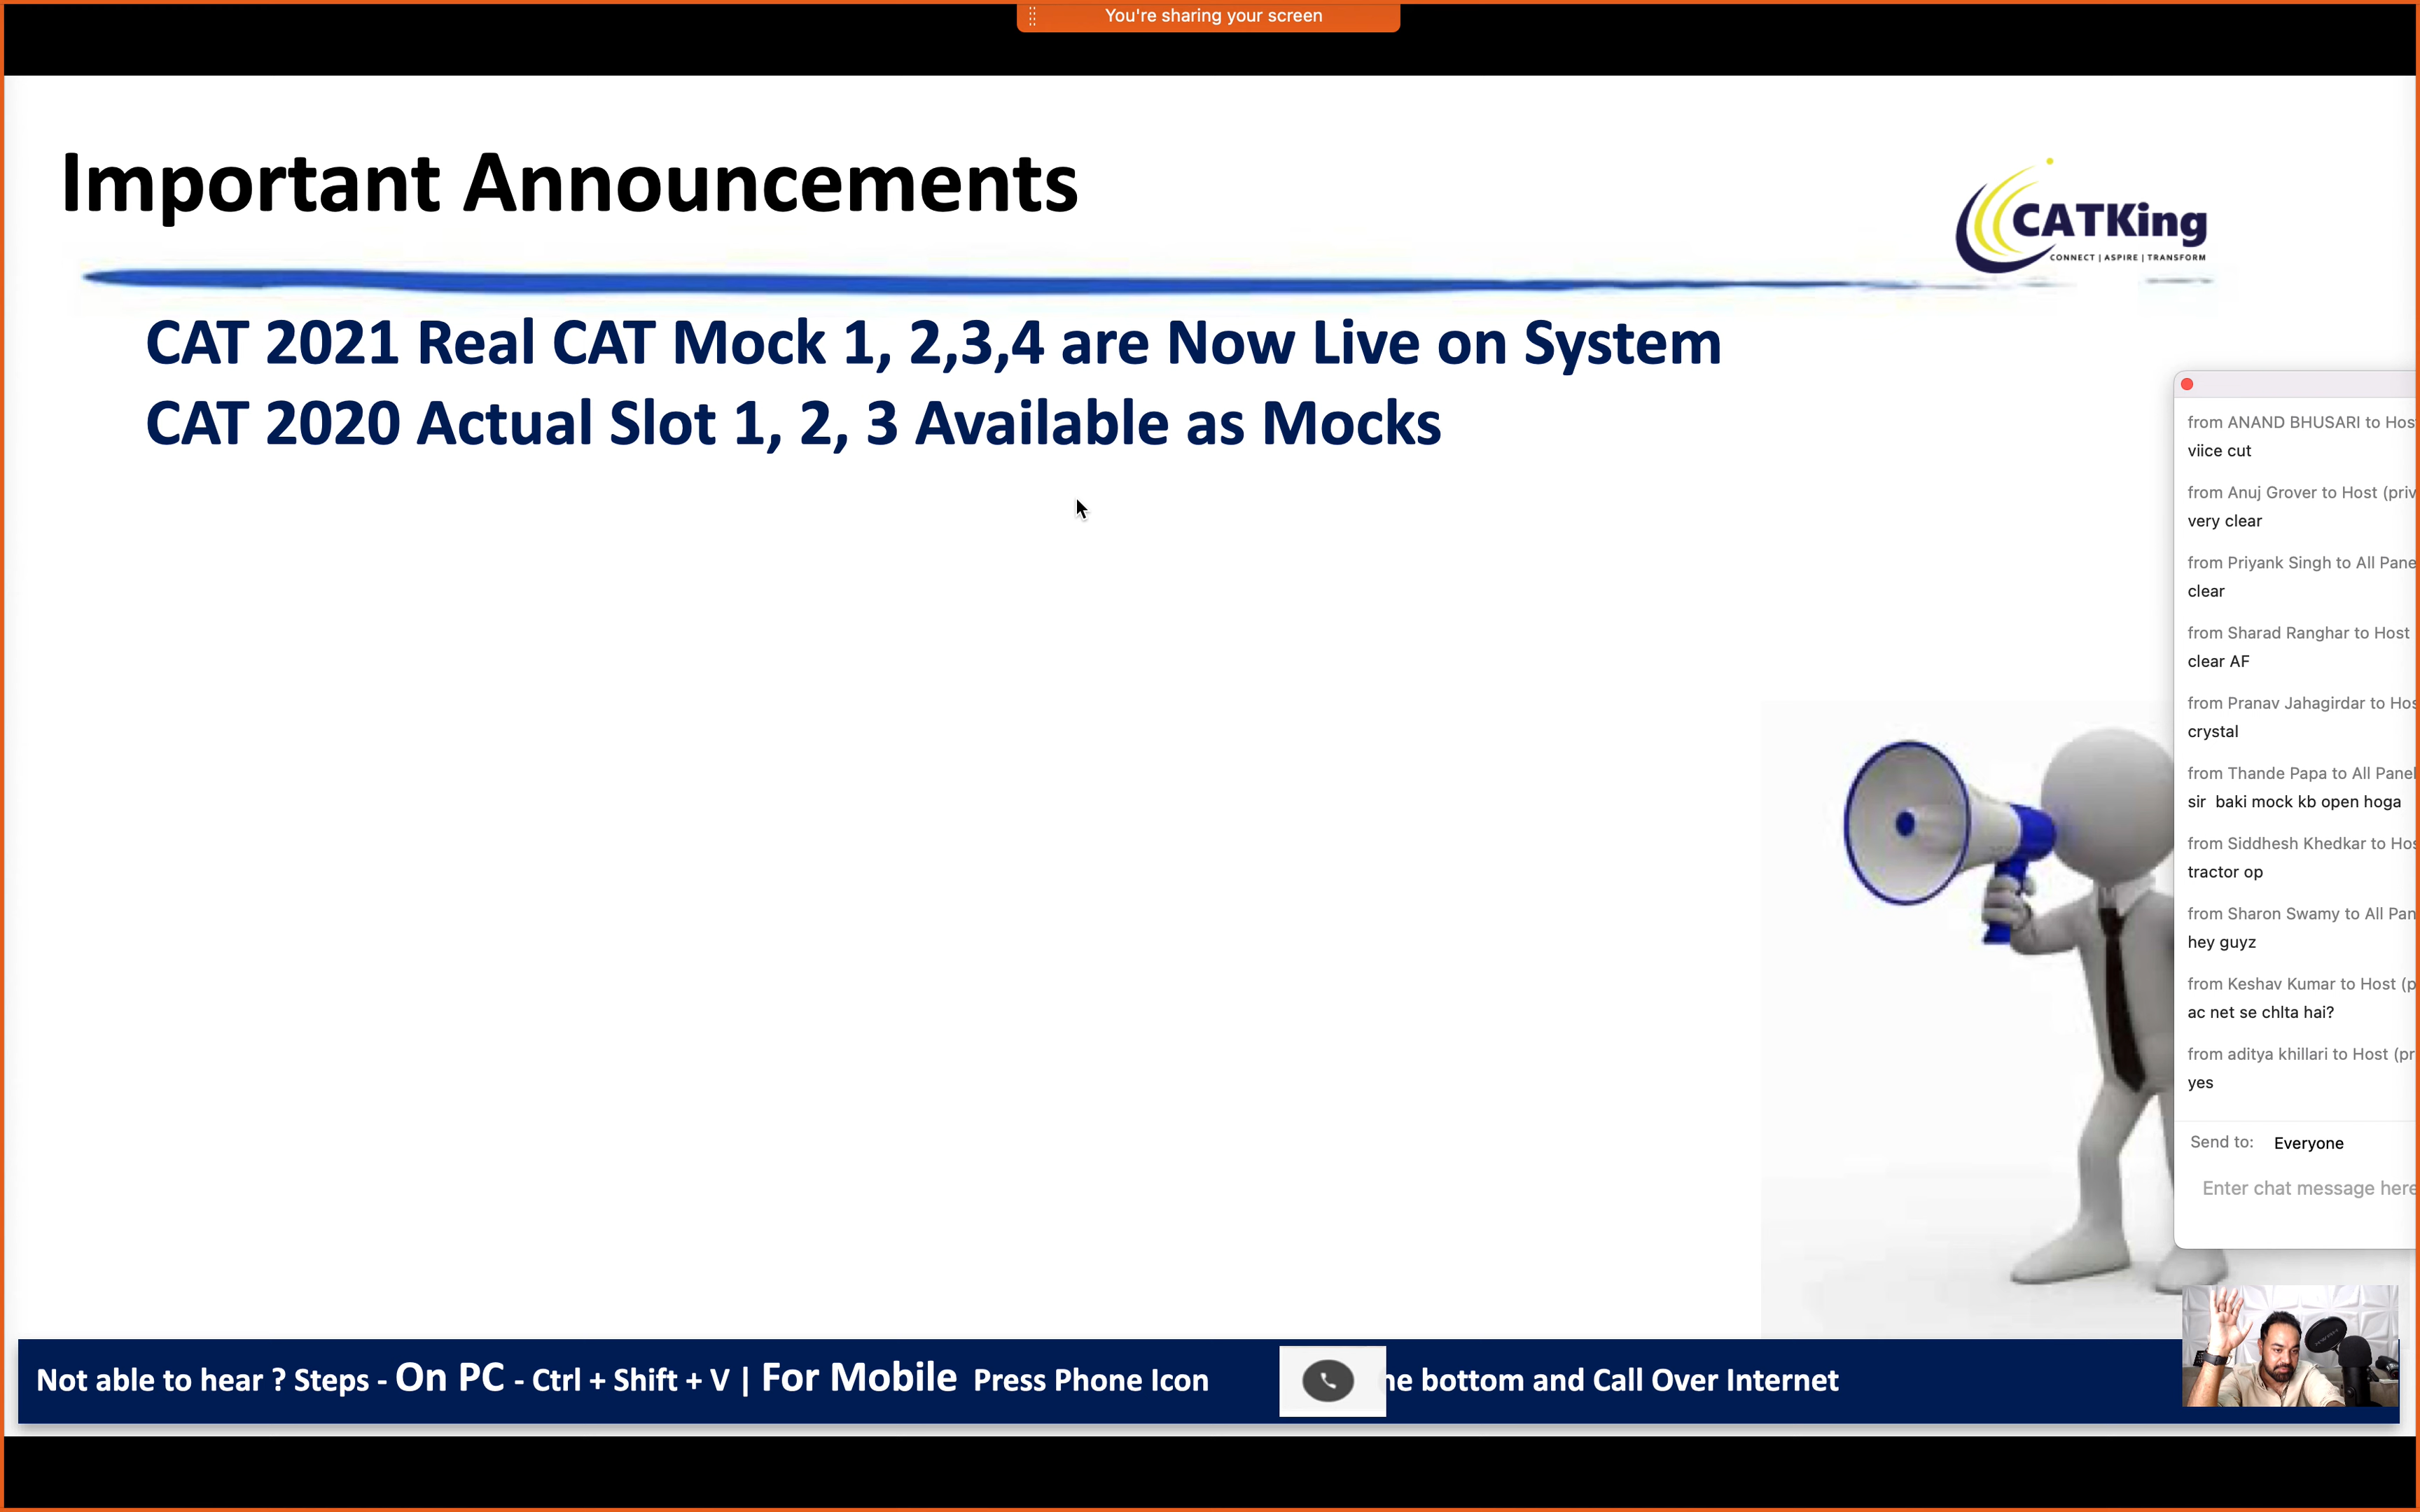 You're sharing your screen
Important Announcements
CATKing
CONNECT | ASPIRE | TRANSFORM
CAT 2021 Real CAT Mock 1, 2,3,4 are Now Live on System
CAT 2020 Actual Slot 1, 2, 3 Available as Mocks
from ANAND BHUSARI to Hos
viice cut
from Anuj Grover to Host (priv
very clear
from Priyank Singh to All Pane
clear
from Sharad Ranghar to Host
clear AF
from Pranav Jahagirdar to Hos
crystal
from Thande Papa to All Panel
sir baki mock kb open hoga
from Siddhesh Khedkar to Hos
tractor op
from Sharon Swamy to All Pan
hey guyz
from Keshav Kumar to Host (p
ac net se chlta hai?
from aditya khillari to Host (pr
yes
Send to: Everyone
Enter chat message here
Not able to hear ? Steps - On PC - Ctrl + Shift + V | For Mobile Press Phone Icon he bottom and Call Over Internet